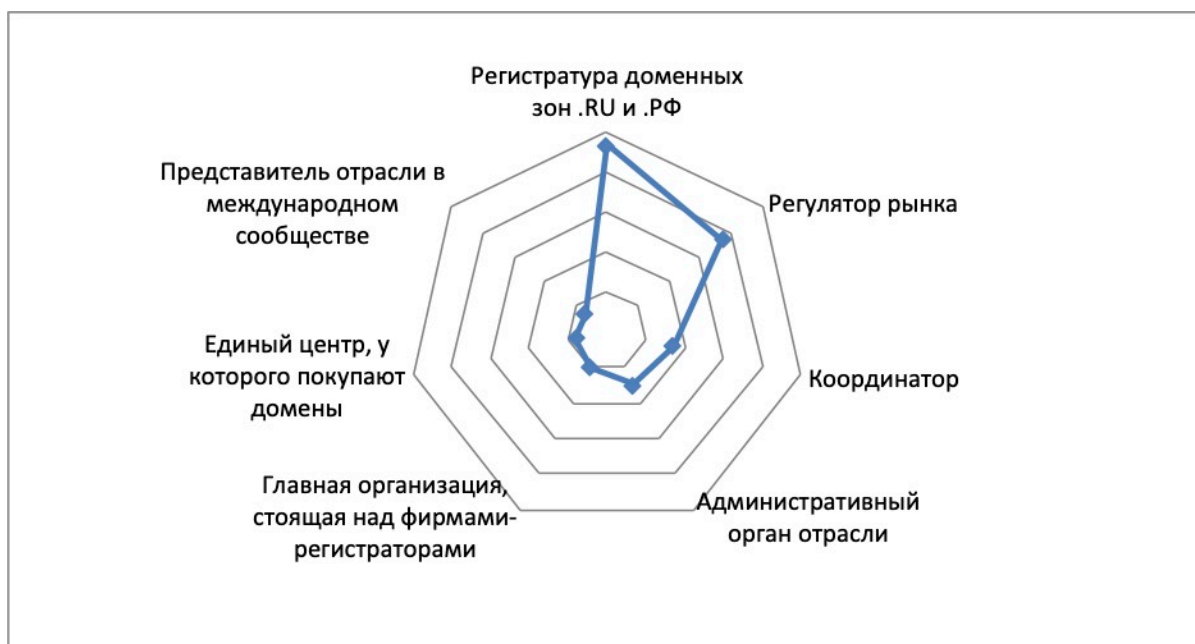 Регистратура доменных
зон .RU и .РФ
Регулятор рынка
Координатор
Административный
орган отрасли
Главная организация,
стоящая над фирмами-
регистраторами
Единый центр, у
которого покупают
домены
Представитель отрасли в
международном
сообществе